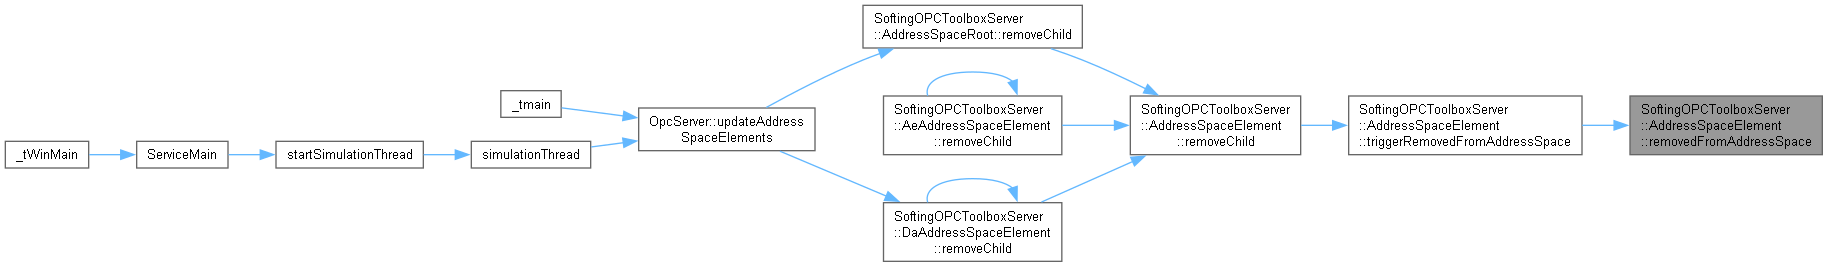 _tWinMain
ServiceMain
startSimulationThread
_tmain
simulationThread
OpcServer::updateAddress
SpaceElements
SoftingOPCToolboxServer
::AddressSpaceRoot::removeChild
SoftingOPCToolboxServer
::AeAddressSpaceElement
::removeChild
SoftingOPCToolboxServer
::DaAddressSpaceElement
::removeChild
SoftingOPCToolboxServer
::AddressSpaceElement
::removeChild
SoftingOPCToolboxServer
::AddressSpaceElement
::triggerRemovedFromAddressSpace
SoftingOPCToolboxServer
::AddressSpaceElement
::removedFromAddressSpace